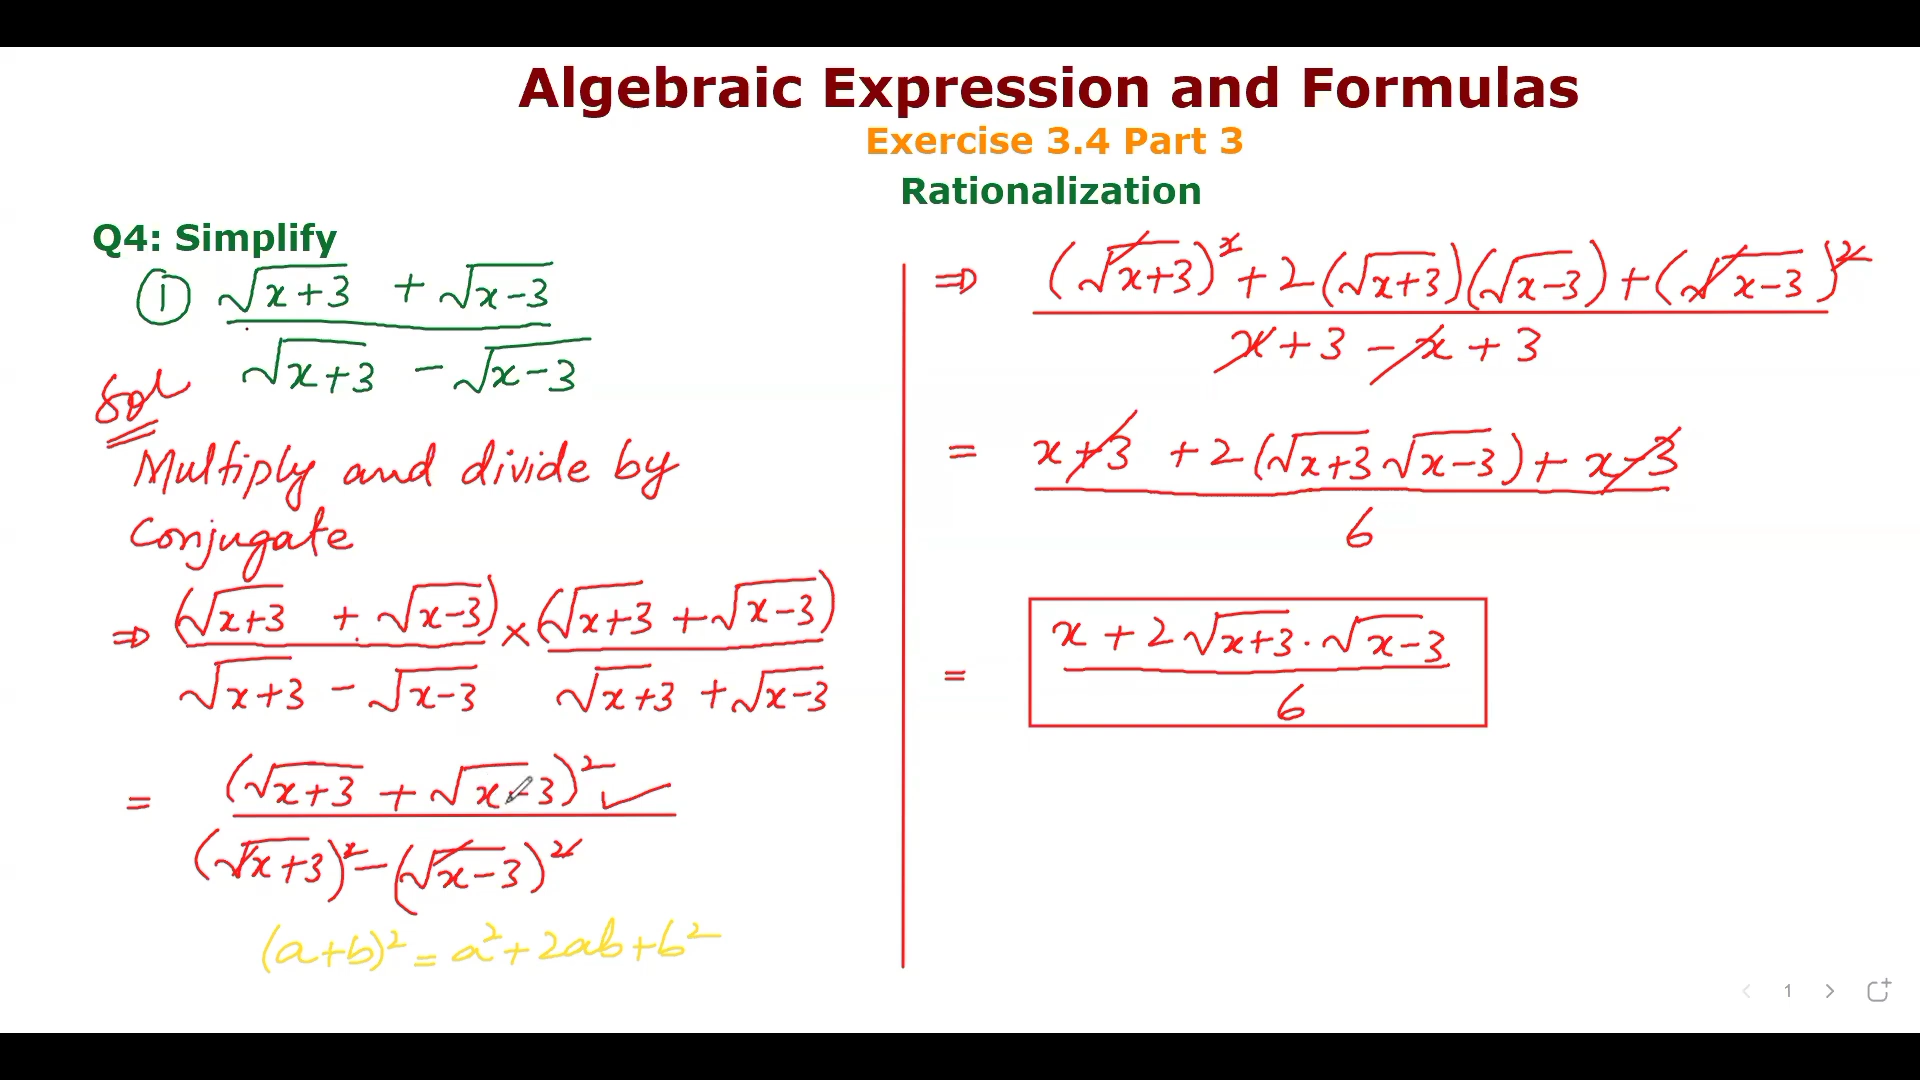 Algebraic Expression and Formulas
Exercise 3.4 Part 3
Rationalization
Q4: Simplify
① (√(x+3) + √(x-3)) / (√(x+3) - √(x-3))
Sol
Multiply and divide by
Conjugate
⇒ (√(x+3) + √(x-3)) / (√(x+3) - √(x-3)) × (√(x+3) + √(x-3)) / (√(x+3) + √(x-3))
= (√(x+3) + √(x-3))² / ((√(x+3))² - (√(x-3))²) ✓
(a+b)² = a² + 2ab + b²
⇒ ((√(x+3))² + 2(√(x+3))(√(x-3)) + (√(x-3))²) / (x + 3 - x + 3)
= (x + 3 + 2(√(x+3) √(x-3)) + x - 3) / 6
= (x + 2√(x+3) · √(x-3)) / 6
1